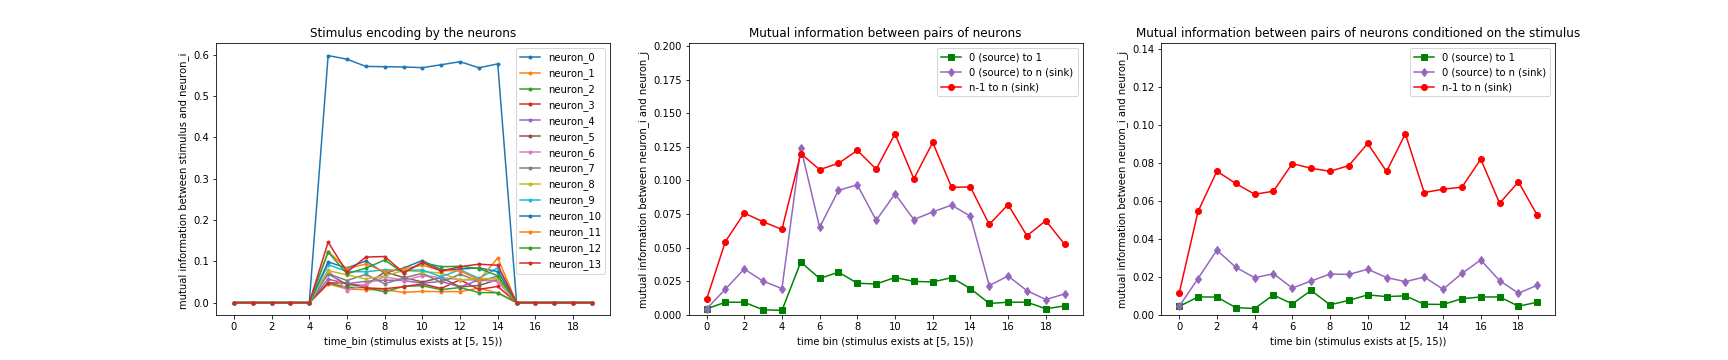 Stimulus encoding by the neurons
mutual information between stimulus and neuron_i
0.6
0.5
0.4
0.3
0.2
0.1
0.0
neuron_0
neuron_1
neuron_2
neuron_3
neuron_4
neuron_5
neuron_6
neuron_7
neuron_8
neuron_9
neuron_10
neuron_11
neuron_12
neuron_13
0 2 4 6 8 10 12 14 16 18
time_bin (stimulus exists at [5, 15))
Mutual information between pairs of neurons
mutual information between neuron_i and neuron_j
0.200
0.175
0.150
0.125
0.100
0.075
0.050
0.025
0.000
0 (source) to 1
0 (source) to n (sink)
n-1 to n (sink)
0 2 4 6 8 10 12 14 16 18
time bin (stimulus exists at [5, 15))
Mutual information between pairs of neurons conditioned on the stimulus
mutual information between neuron_i and neuron_j
0.14
0.12
0.10
0.08
0.06
0.04
0.02
0.00
0 (source) to 1
0 (source) to n (sink)
n-1 to n (sink)
0 2 4 6 8 10 12 14 16 18
time bin (stimulus exists at [5, 15))